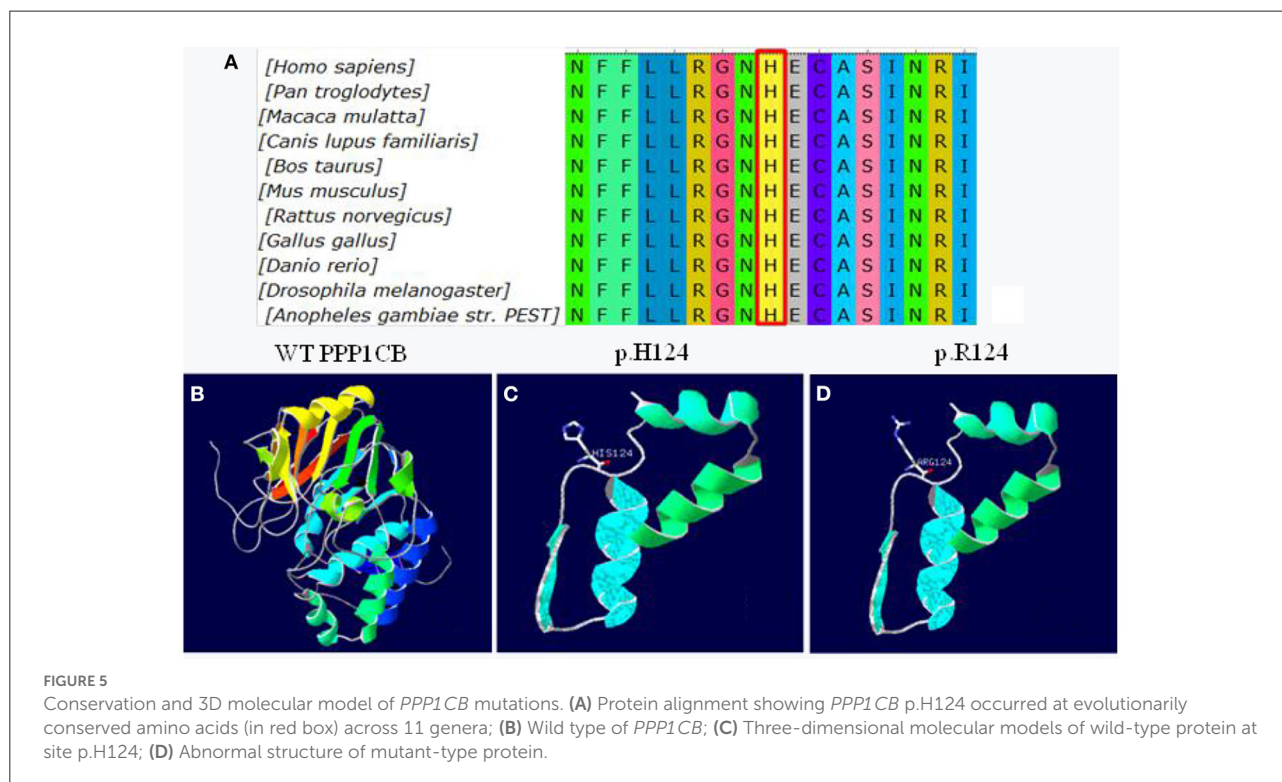 A
[Homo sapiens] N F F L L R G N H E C A S I N R I
[Pan troglodytes] N F F L L R G N H E C A S I N R I
[Macaca mulatta] N F F L L R G N H E C A S I N R I
[Canis lupus familiaris] N F F L L R G N H E C A S I N R I
[Bos taurus] N F F L L R G N H E C A S I N R I
[Mus musculus] N F F L L R G N H E C A S I N R I
[Rattus norvegicus] N F F L L R G N H E C A S I N R I
[Gallus gallus] N F F L L R G N H E C A S I N R I
[Danio rerio] N F F L L R G N H E C A S I N R I
[Drosophila melanogaster] N F F L L R G N H E C A S I N R I
[Anopheles gambiae str. PEST] N F F L L R G N H E C A S I N R I
WT PPP1CB p.H124 p.R124
B C D
HIS124 ARG124
FIGURE 5
Conservation and 3D molecular model of PPP1CB mutations. (A) Protein alignment showing PPP1CB p.H124 occurred at evolutionarily
conserved amino acids (in red box) across 11 genera; (B) Wild type of PPP1CB; (C) Three-dimensional molecular models of wild-type protein at
site p.H124; (D) Abnormal structure of mutant-type protein.